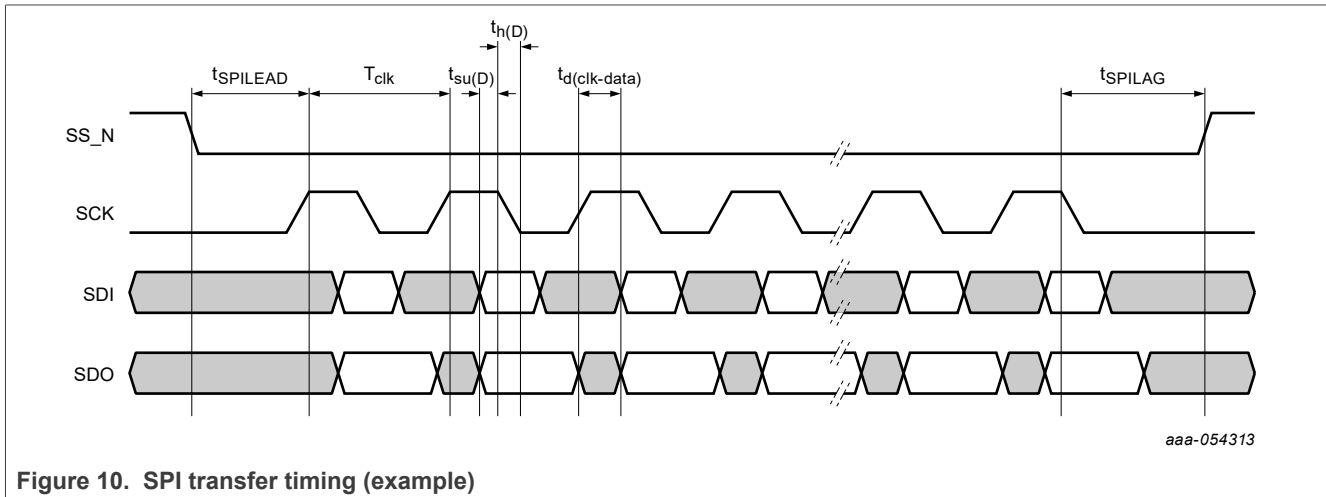 th(D)
tSPILEAD Tclk tsu(D) td(clk-data) tSPILAG
SS_N
SCK
SDI
SDO
aaa-054313
Figure 10. SPI transfer timing (example)